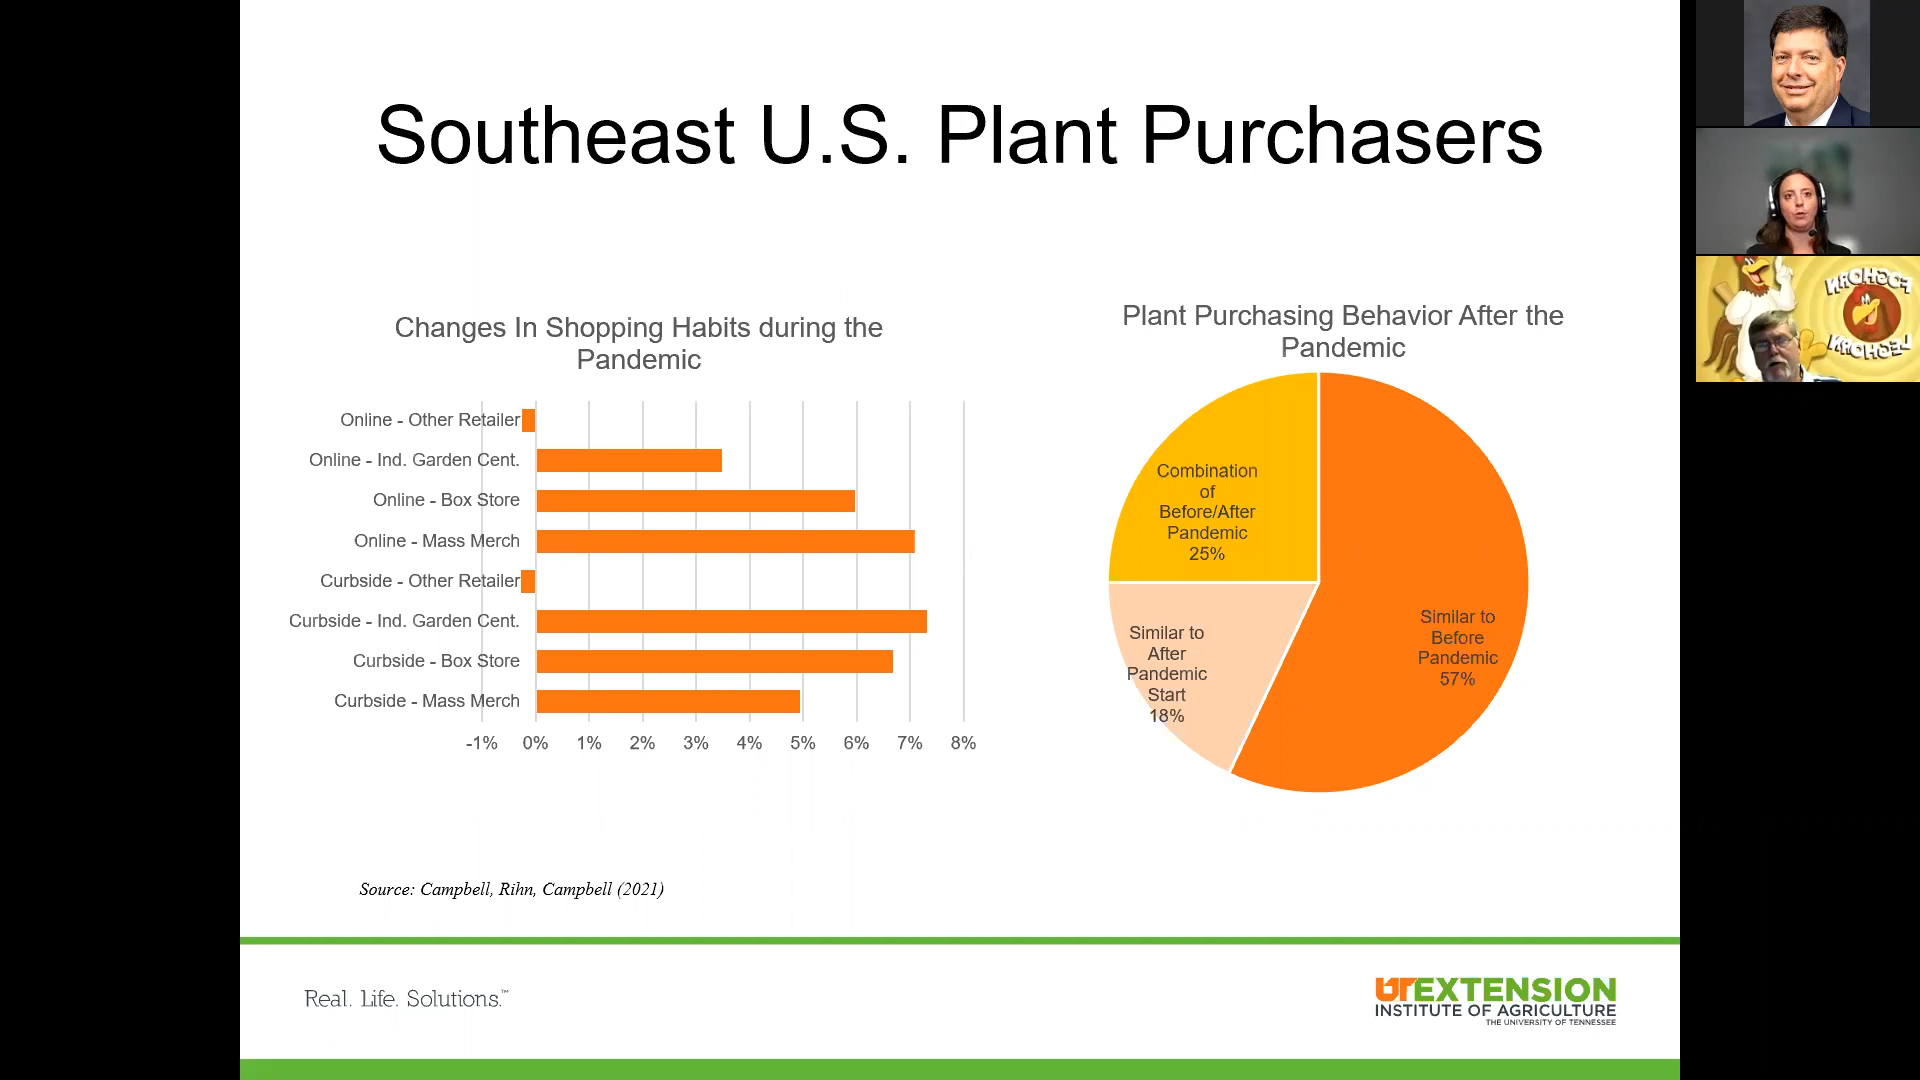 Southeast U.S. Plant Purchasers
Changes In Shopping Habits during the
Pandemic
Online - Other Retailer
Online - Ind. Garden Cent.
Online - Box Store
Online - Mass Merch
Curbside - Other Retailer
Curbside - Ind. Garden Cent.
Curbside - Box Store
Curbside - Mass Merch
-1% 0% 1% 2% 3% 4% 5% 6% 7% 8%
Plant Purchasing Behavior After the
Pandemic
Combination
of
Before/After
Pandemic
25%
Similar to
After
Pandemic
Start
18%
Similar to
Before
Pandemic
57%
Source: Campbell, Rihn, Campbell (2021)
Real. Life. Solutions.™
UTEXTENSION
INSTITUTE OF AGRICULTURE
THE UNIVERSITY OF TENNESSEE
FOGHORN
LEGHORN